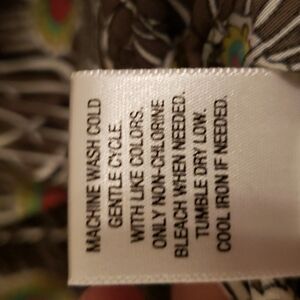 MACHINE WASH COLD
GENTLE CYCLE.
WITH LIKE COLORS.
ONLY NON-CHLORINE
BLEACH WHEN NEEDED.
TUMBLE DRY LOW.
COOL IRON IF NEEDED.